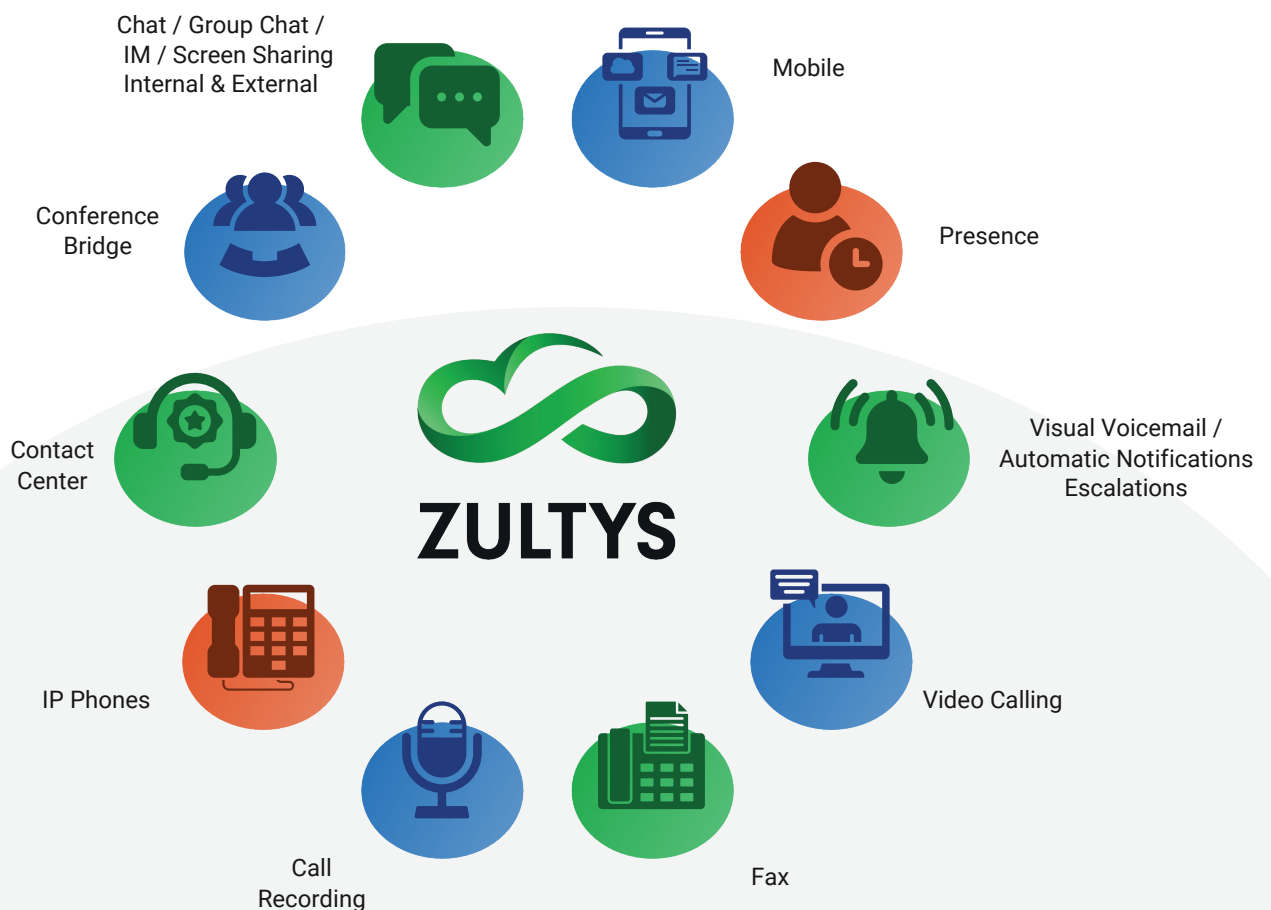 Chat / Group Chat /
IM / Screen Sharing
Internal & External
Mobile
Conference
Bridge
Presence
Contact
Center
ZULTYS
Visual Voicemail /
Automatic Notifications
Escalations
IP Phones
Video Calling
Call
Recording
Fax